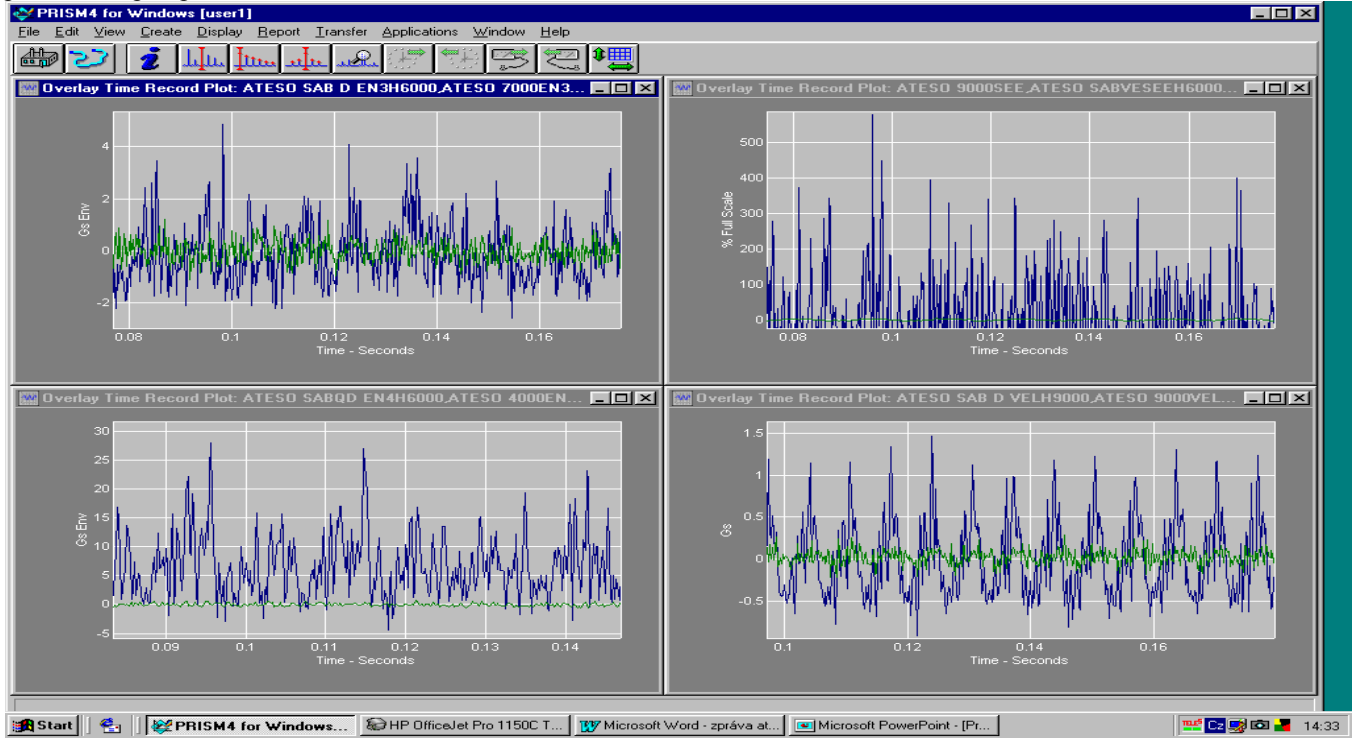 PRISM4 for Windows [user1]
File Edit View Create Display Report Transfer Applications Window Help
Overlay Time Record Plot: ATESO SAB D EN3H6000,ATESO 7000EN3...
4
2
0
-2
Gs Env
0.08 0.1 0.12 0.14 0.16
Time - Seconds
Overlay Time Record Plot: ATESO 9000SEE,ATESO SABVESEEH6000...
500
400
300
200
100
0
% Full Scale
0.08 0.1 0.12 0.14 0.16
Time - Seconds
Overlay Time Record Plot: ATESO SABQD EN4H6000,ATESO 4000EN...
30
25
20
15
10
5
0
-5
Gs Env
0.09 0.1 0.11 0.12 0.13 0.14
Time - Seconds
Overlay Time Record Plot: ATESO SAB D VELH9000,ATESO 9000VEL...
1.5
1
0.5
0
-0.5
Gs
0.1 0.12 0.14 0.16
Time - Seconds
Start PRISM4 for Windows... HP OfficeJet Pro 1150C T... Microsoft Word - zpráva at... Microsoft PowerPoint - [Pr... Cz 14:33